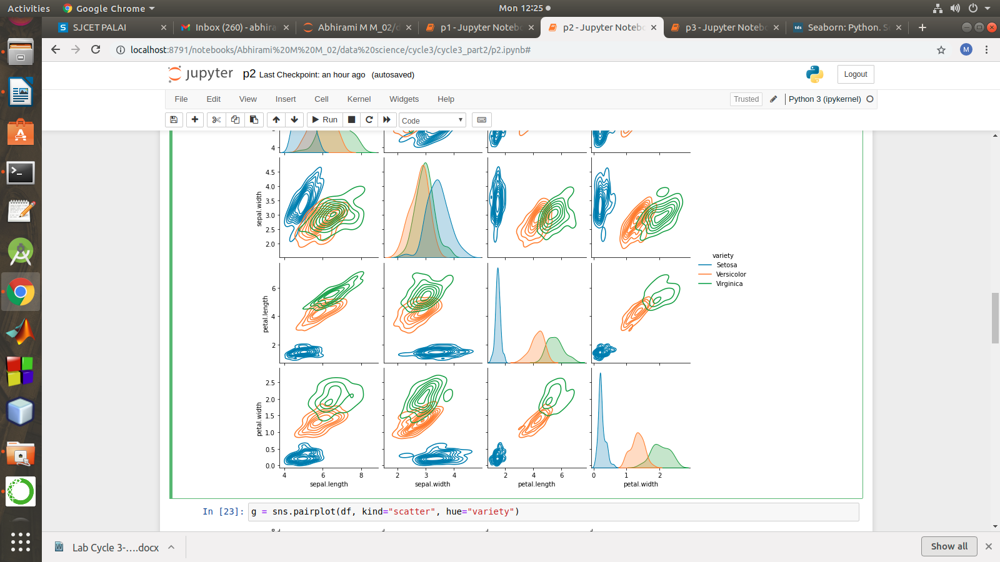 Activities
Google Chrome
Mon 12:25
SJCET PALAI
Inbox (260) - abhira
Abhirami M M_02/
p1 - Jupyter Notebo
p2 - Jupyter Notebo
p3 - Jupyter Notebo
Seaborn: Python. S
localhost:8791/notebooks/Abhirami%20M%20M_02/data%20science/cycle3/cycle3_part2/p2.ipynb#
M
jupyter
p2 Last Checkpoint: an hour ago (autosaved)
Logout
File Edit View Insert Cell Kernel Widgets Help
Trusted
Python 3 (ipykernel)
Run
Code
4
4.5
4.0
3.5
3.0
2.5
2.0
sepal.width
variety
Setosa
Versicolor
Virginica
6
4
2
petal.length
2.5
2.0
1.5
1.0
0.5
0.0
petal.width
4 6 8 2 3 4 2 4 6 0 1 2
sepal.length sepal.width petal.length petal.width
In [23]: g = sns.pairplot(df, kind="scatter", hue="variety")
8
Lab Cycle 3-....docx
Show all